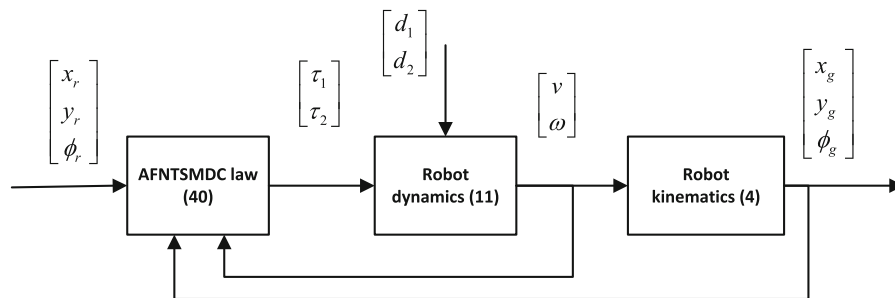 x_r
y_r
ϕ_r
τ_1
τ_2
d_1
d_2
v
ω
x_g
y_g
ϕ_g
AFNTSMDC law
(40)
Robot
dynamics (11)
Robot
kinematics (4)